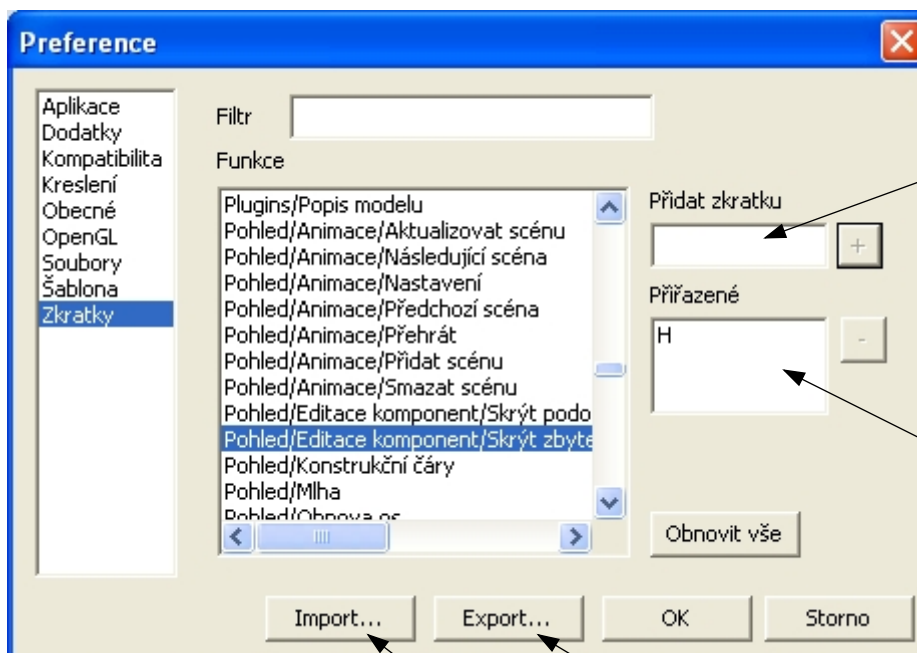 Preference
Aplikace
Dodatky
Kompatibilita
Kreslení
Obecné
OpenGL
Soubory
Šablona
Zkratky
Filtr
Funkce
Plugins/Popis modelu
Pohled/Animace/Aktualizovat scénu
Pohled/Animace/Následující scéna
Pohled/Animace/Nastavení
Pohled/Animace/Předchozí scéna
Pohled/Animace/Přehrát
Pohled/Animace/Přidat scénu
Pohled/Animace/Smazat scénu
Pohled/Editace komponent/Skrýt podo
Pohled/Editace komponent/Skrýt zbyte
Pohled/Konstrukční čáry
Pohled/Mlha
Pohled/Obnova os
Přidat zkratku
+
Přiřazené
H
-
Obnovit vše
Import...
Export...
OK
Storno